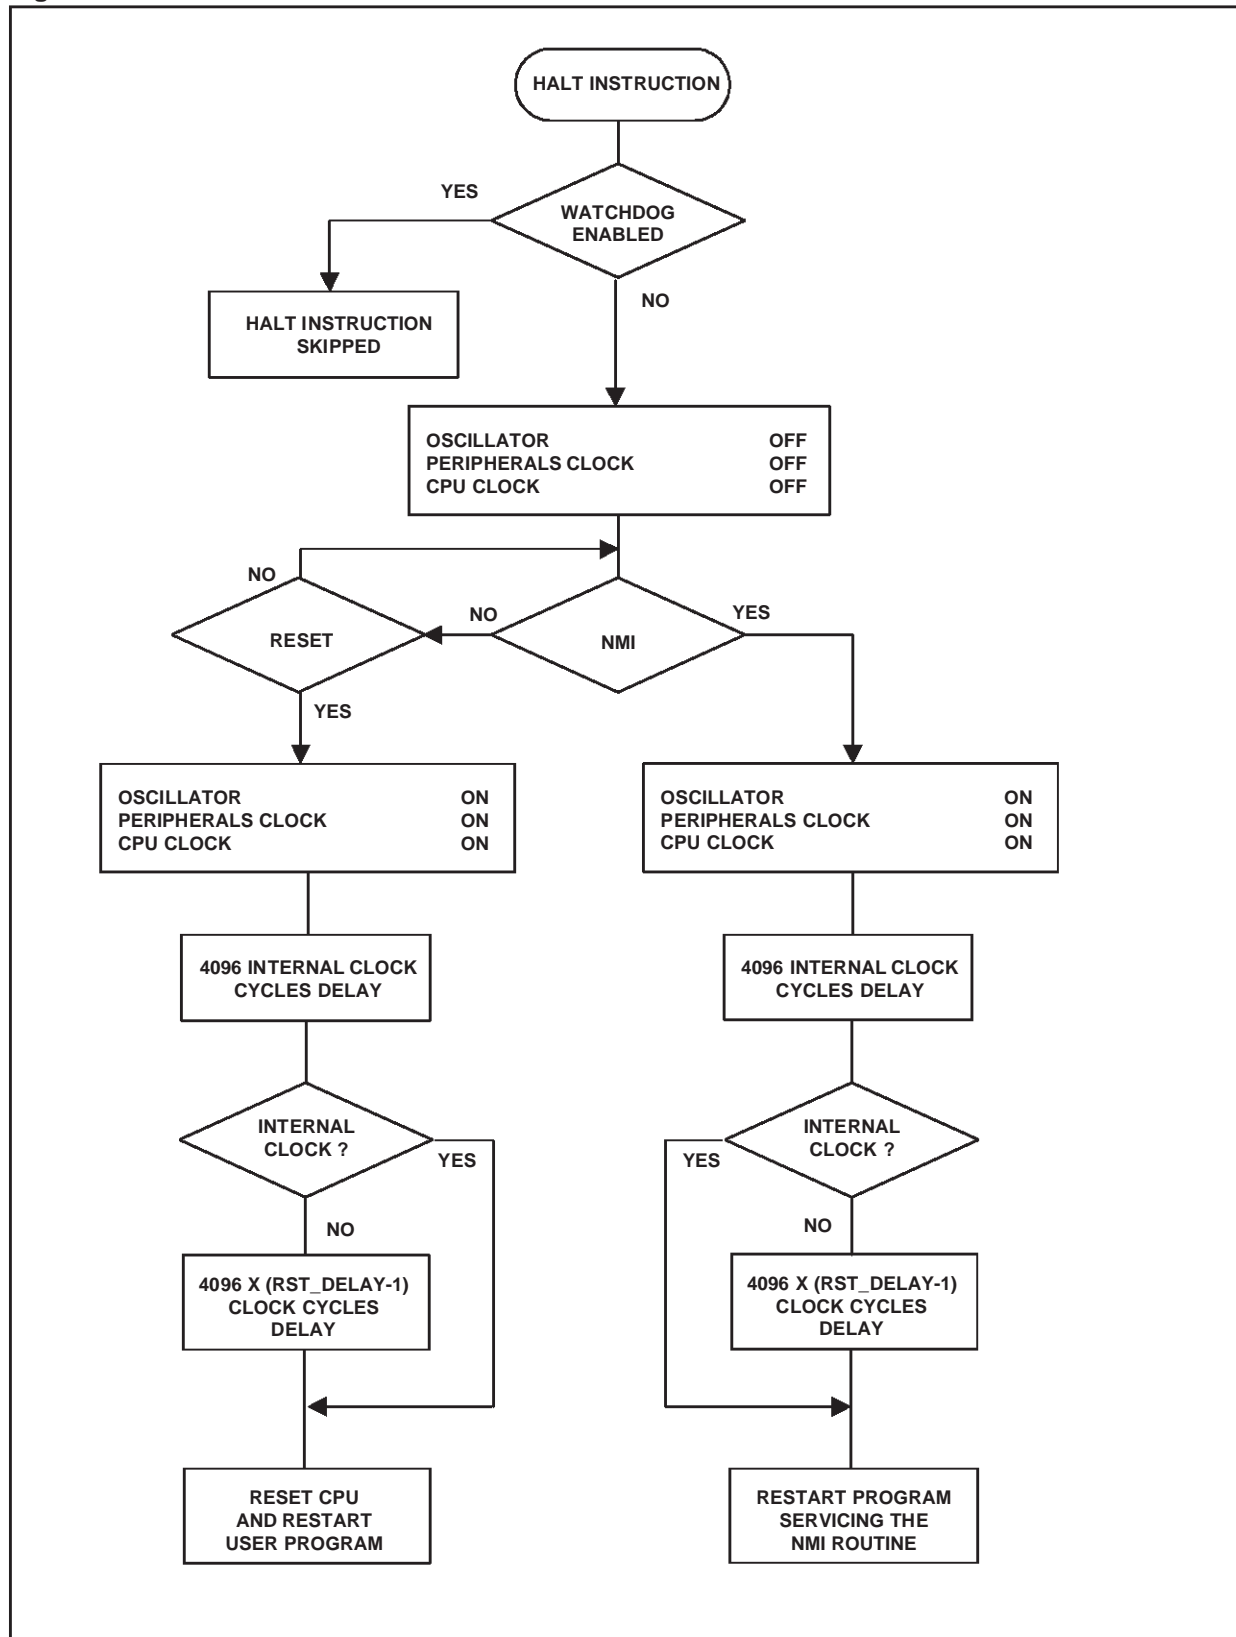 HALT INSTRUCTION
YES
WATCHDOG
ENABLED
NO
HALT INSTRUCTION
SKIPPED
OSCILLATOR OFF
PERIPHERALS CLOCK OFF
CPU CLOCK OFF
NO
NO
YES
RESET
NMI
YES
OSCILLATOR ON
PERIPHERALS CLOCK ON
CPU CLOCK ON
OSCILLATOR ON
PERIPHERALS CLOCK ON
CPU CLOCK ON
4096 INTERNAL CLOCK
CYCLES DELAY
4096 INTERNAL CLOCK
CYCLES DELAY
INTERNAL
CLOCK ?
YES
INTERNAL
CLOCK ?
YES
NO
NO
4096 X (RST_DELAY-1)
CLOCK CYCLES
DELAY
4096 X (RST_DELAY-1)
CLOCK CYCLES
DELAY
RESET CPU
AND RESTART
USER PROGRAM
RESTART PROGRAM
SERVICING THE
NMI ROUTINE